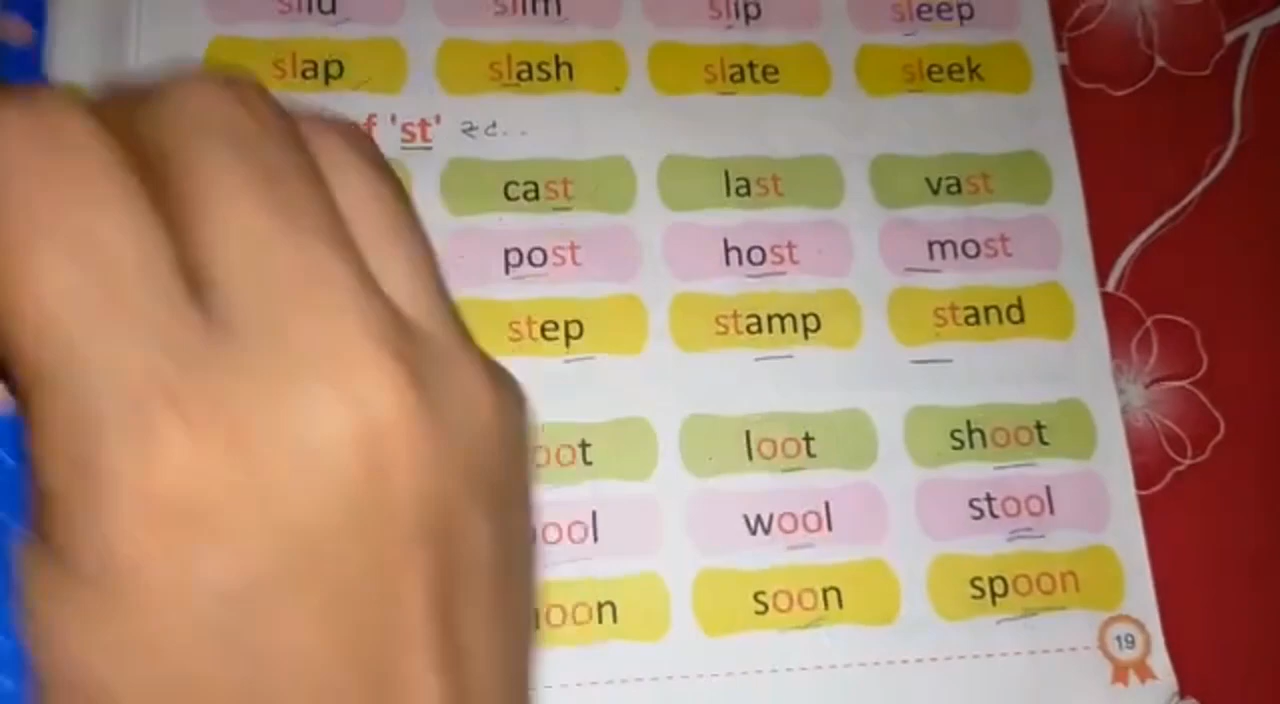 slim slip sleep
slap slash slate sleek
f 'st' સ્ટ..
cast last vast
post host most
step stamp stand
oot loot shoot
ool wool stool
oon soon spoon
19